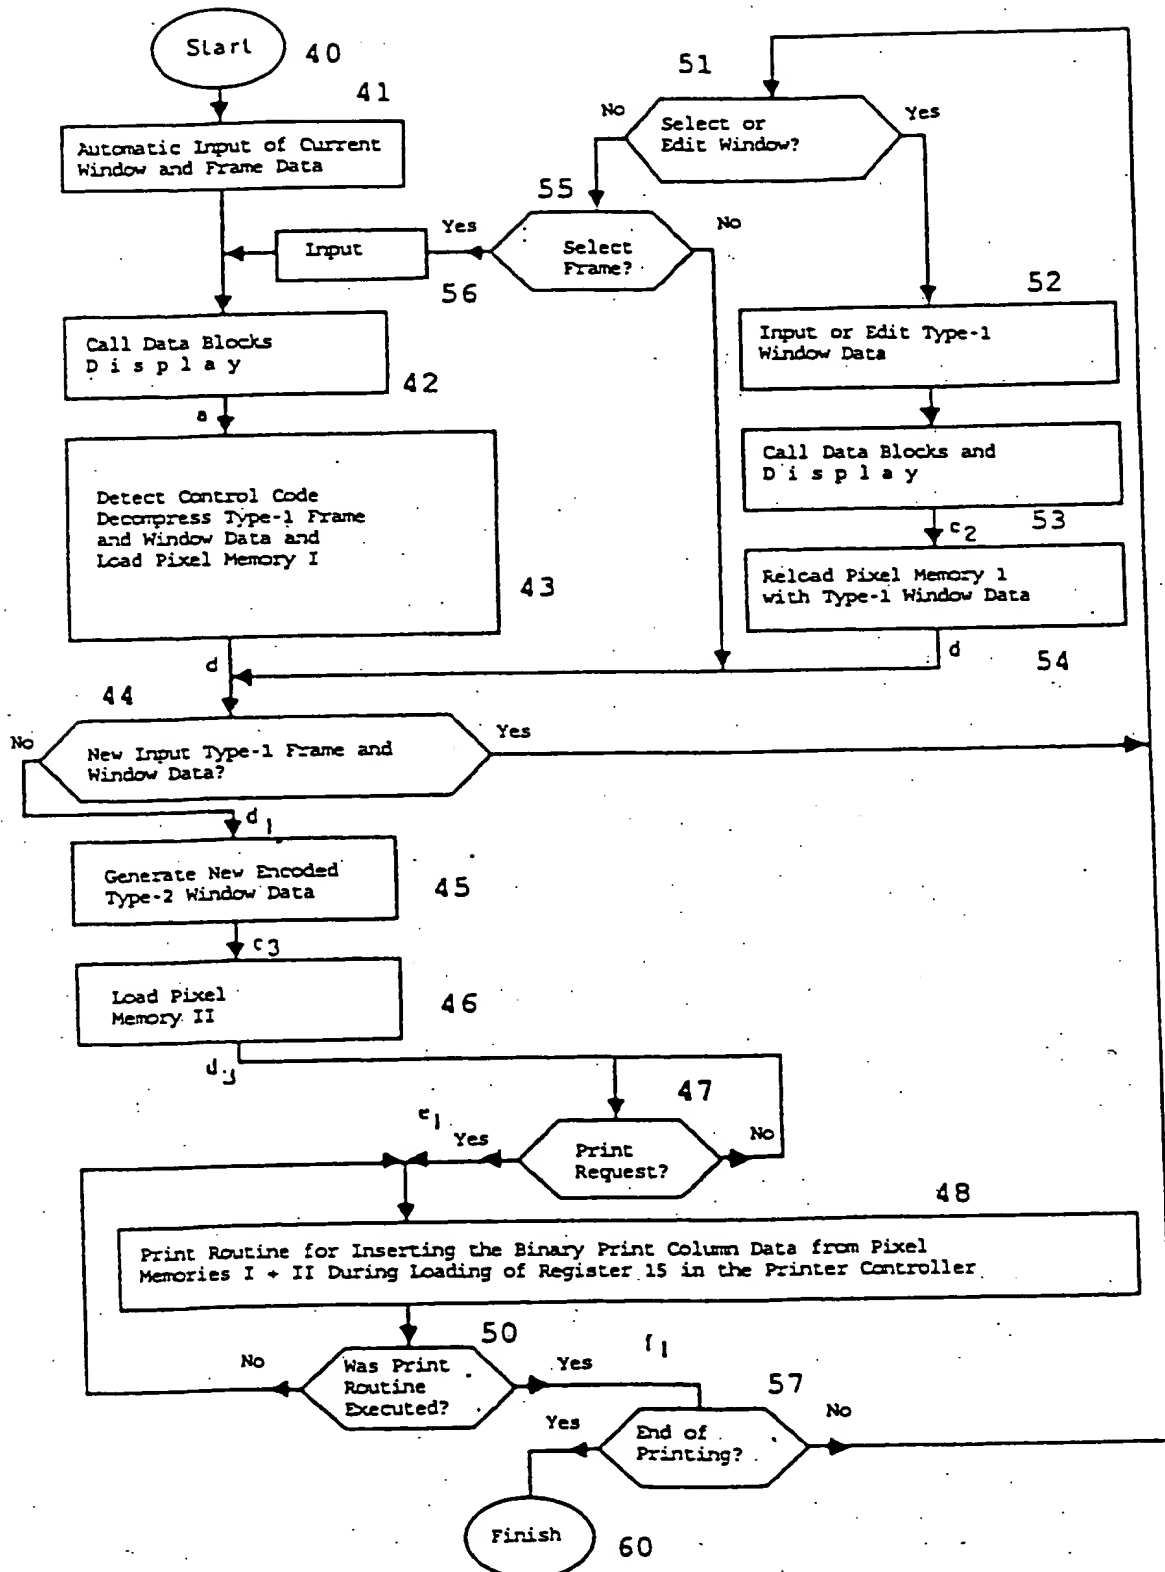 Start
40
41
Automatic Input of Current
Window and Frame Data
51
No
Select or
Edit Window?
Yes
55
Yes
Input
56
Select
Frame?
No
52
Input or Edit Type-1
Window Data
Call Data Blocks
D i s p l a y
42
a
Call Data Blocks and
D i s p l a y
53
c2
Detect Control Code
Decompress Type-1 Frame
and Window Data and
Load Pixel Memory I
43
Reload Pixel Memory 1
with Type-1 Window Data
54
d
d
44
No
New Input Type-1 Frame and
Window Data?
Yes
d1
Generate New Encoded
Type-2 Window Data
45
c3
Load Pixel
Memory II
46
d3
47
e1
Yes
Print
Request?
No
48
Print Routine for Inserting the Binary Print Column Data from Pixel
Memories I + II During Loading of Register 15 in the Printer Controller
50
No
Was Print
Routine
Executed?
Yes
f1
57
Yes
End of
Printing?
No
Finish
60